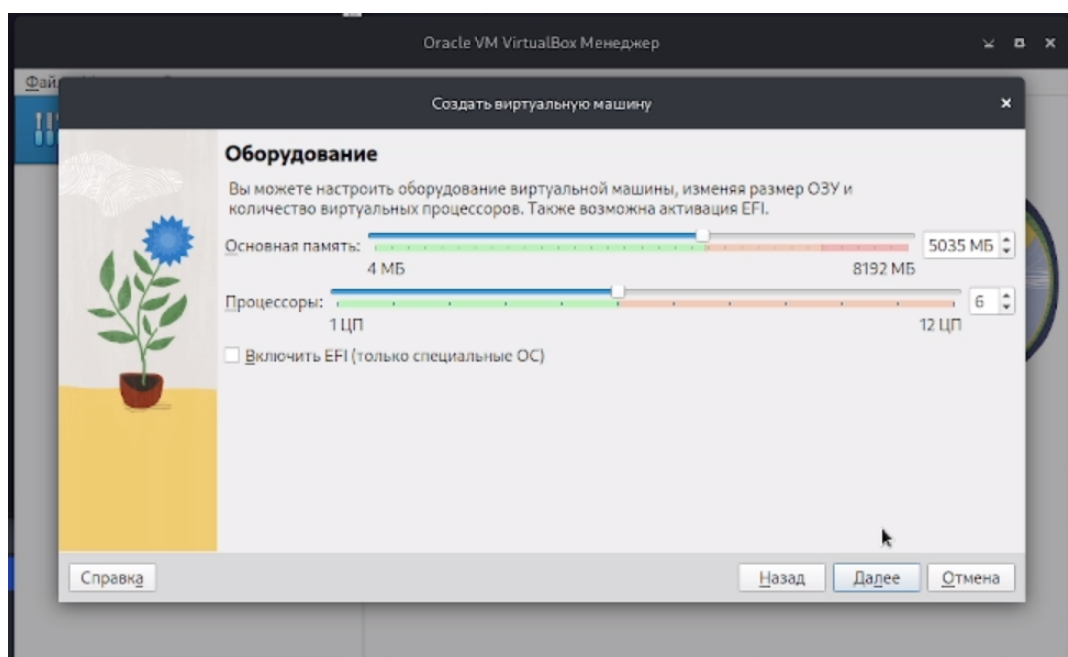 Oracle VM VirtualBox Менеджер
Создать виртуальную машину
Оборудование
Вы можете настроить оборудование виртуальной машины, изменяя размер ОЗУ и
количество виртуальных процессоров. Также возможна активация EFI.
Основная память: 5035 МБ
4 МБ 8192 МБ
Процессоры: 6
1 ЦП 12 ЦП
Включить EFI (только специальные ОС)
Справка Назад Далее Отмена